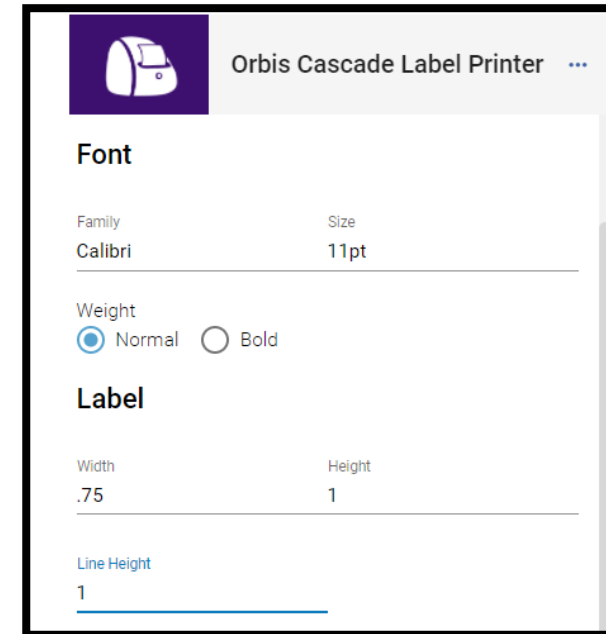 Orbis Cascade Label Printer ...
Font
Family Size
Calibri 11pt
Weight
Normal Bold
Label
Width Height
.75 1
Line Height
1